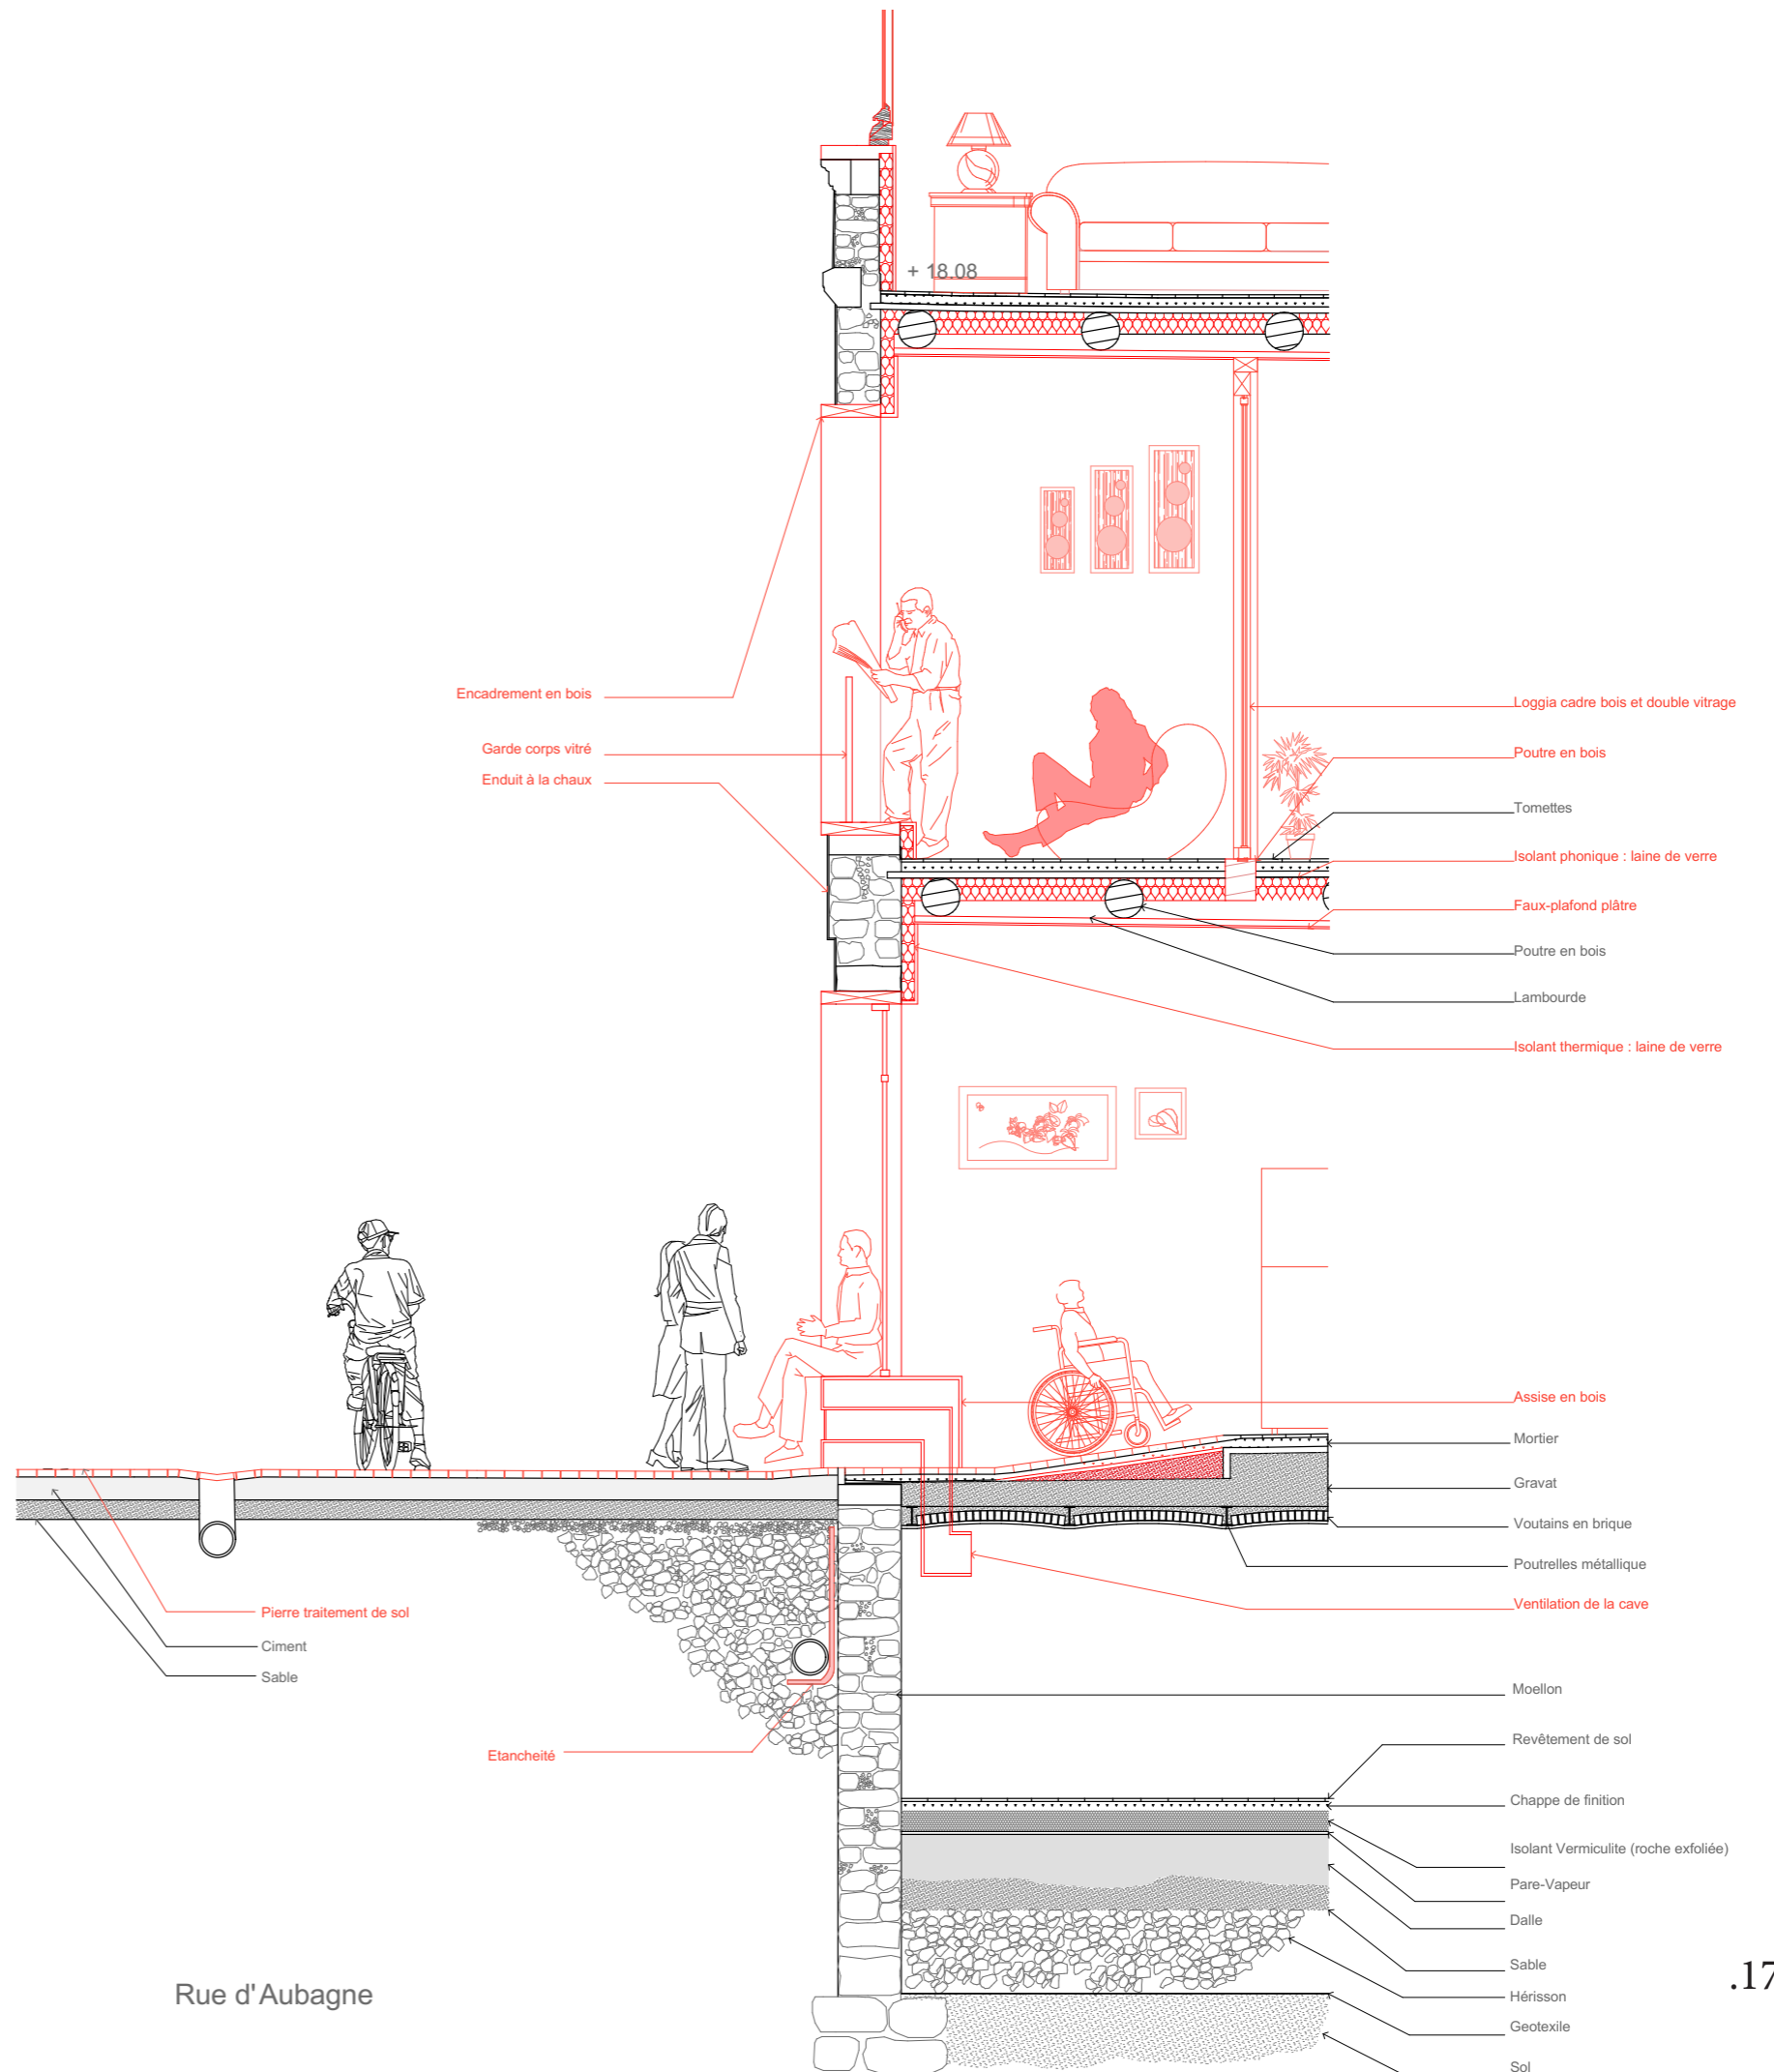 + 18.08
Encadrement en bois
Garde corps vitré
Enduit à la chaux
Loggia cadre bois et double vitrage
Poutre en bois
Tomettes
Isolant phonique : laine de verre
Faux-plafond plâtre
Poutre en bois
Lambourde
Isolant thermique : laine de verre
Assise en bois
Mortier
Gravat
Voutains en brique
Poutrelles métallique
Ventilation de la cave
Pierre traitement de sol
Ciment
Sable
Etancheité
Moellon
Revêtement de sol
Chappe de finition
Isolant Vermiculite (roche exfoliée)
Pare-Vapeur
Dalle
Sable
Hérisson
Geotexile
Sol
Rue d'Aubagne
.17